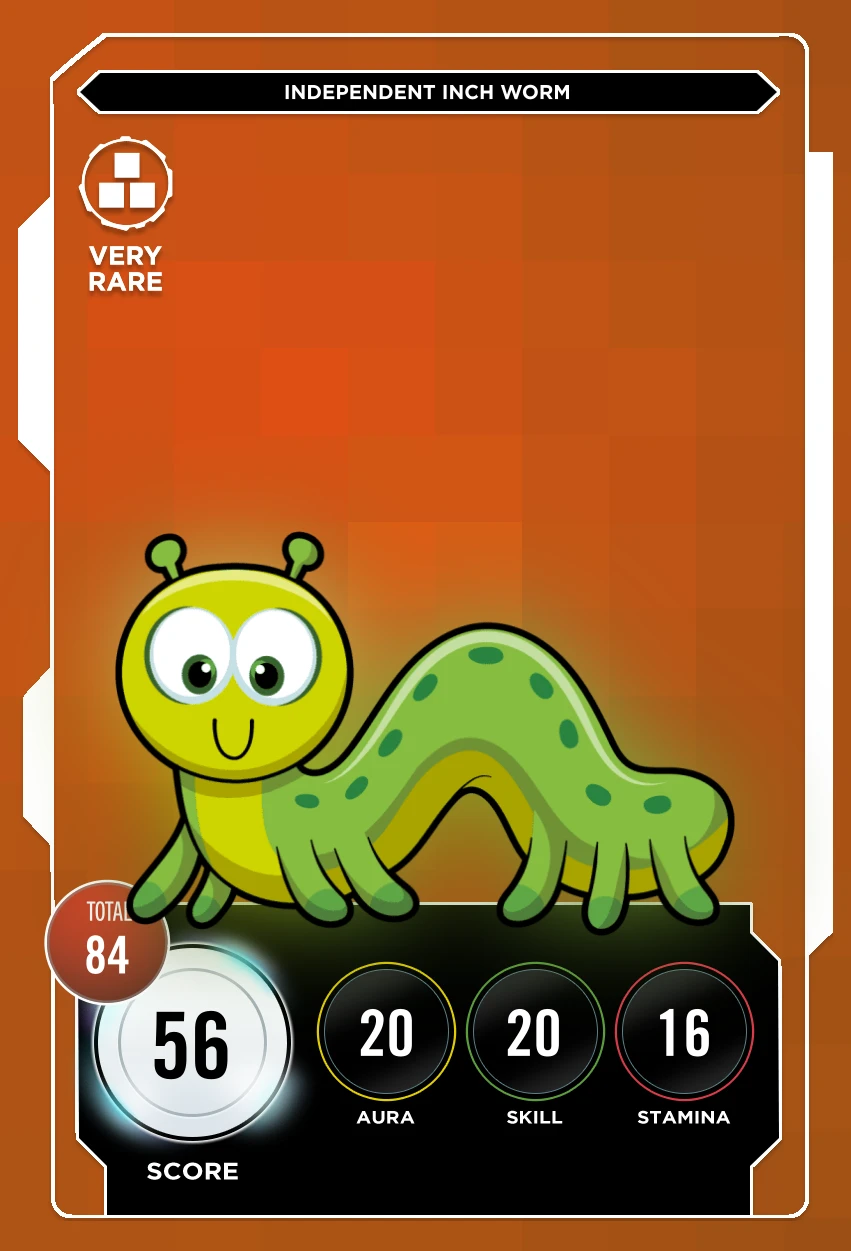 INDEPENDENT INCH WORM
VERY
RARE
TOTAL
84
56
SCORE
20
AURA
20
SKILL
16
STAMINA